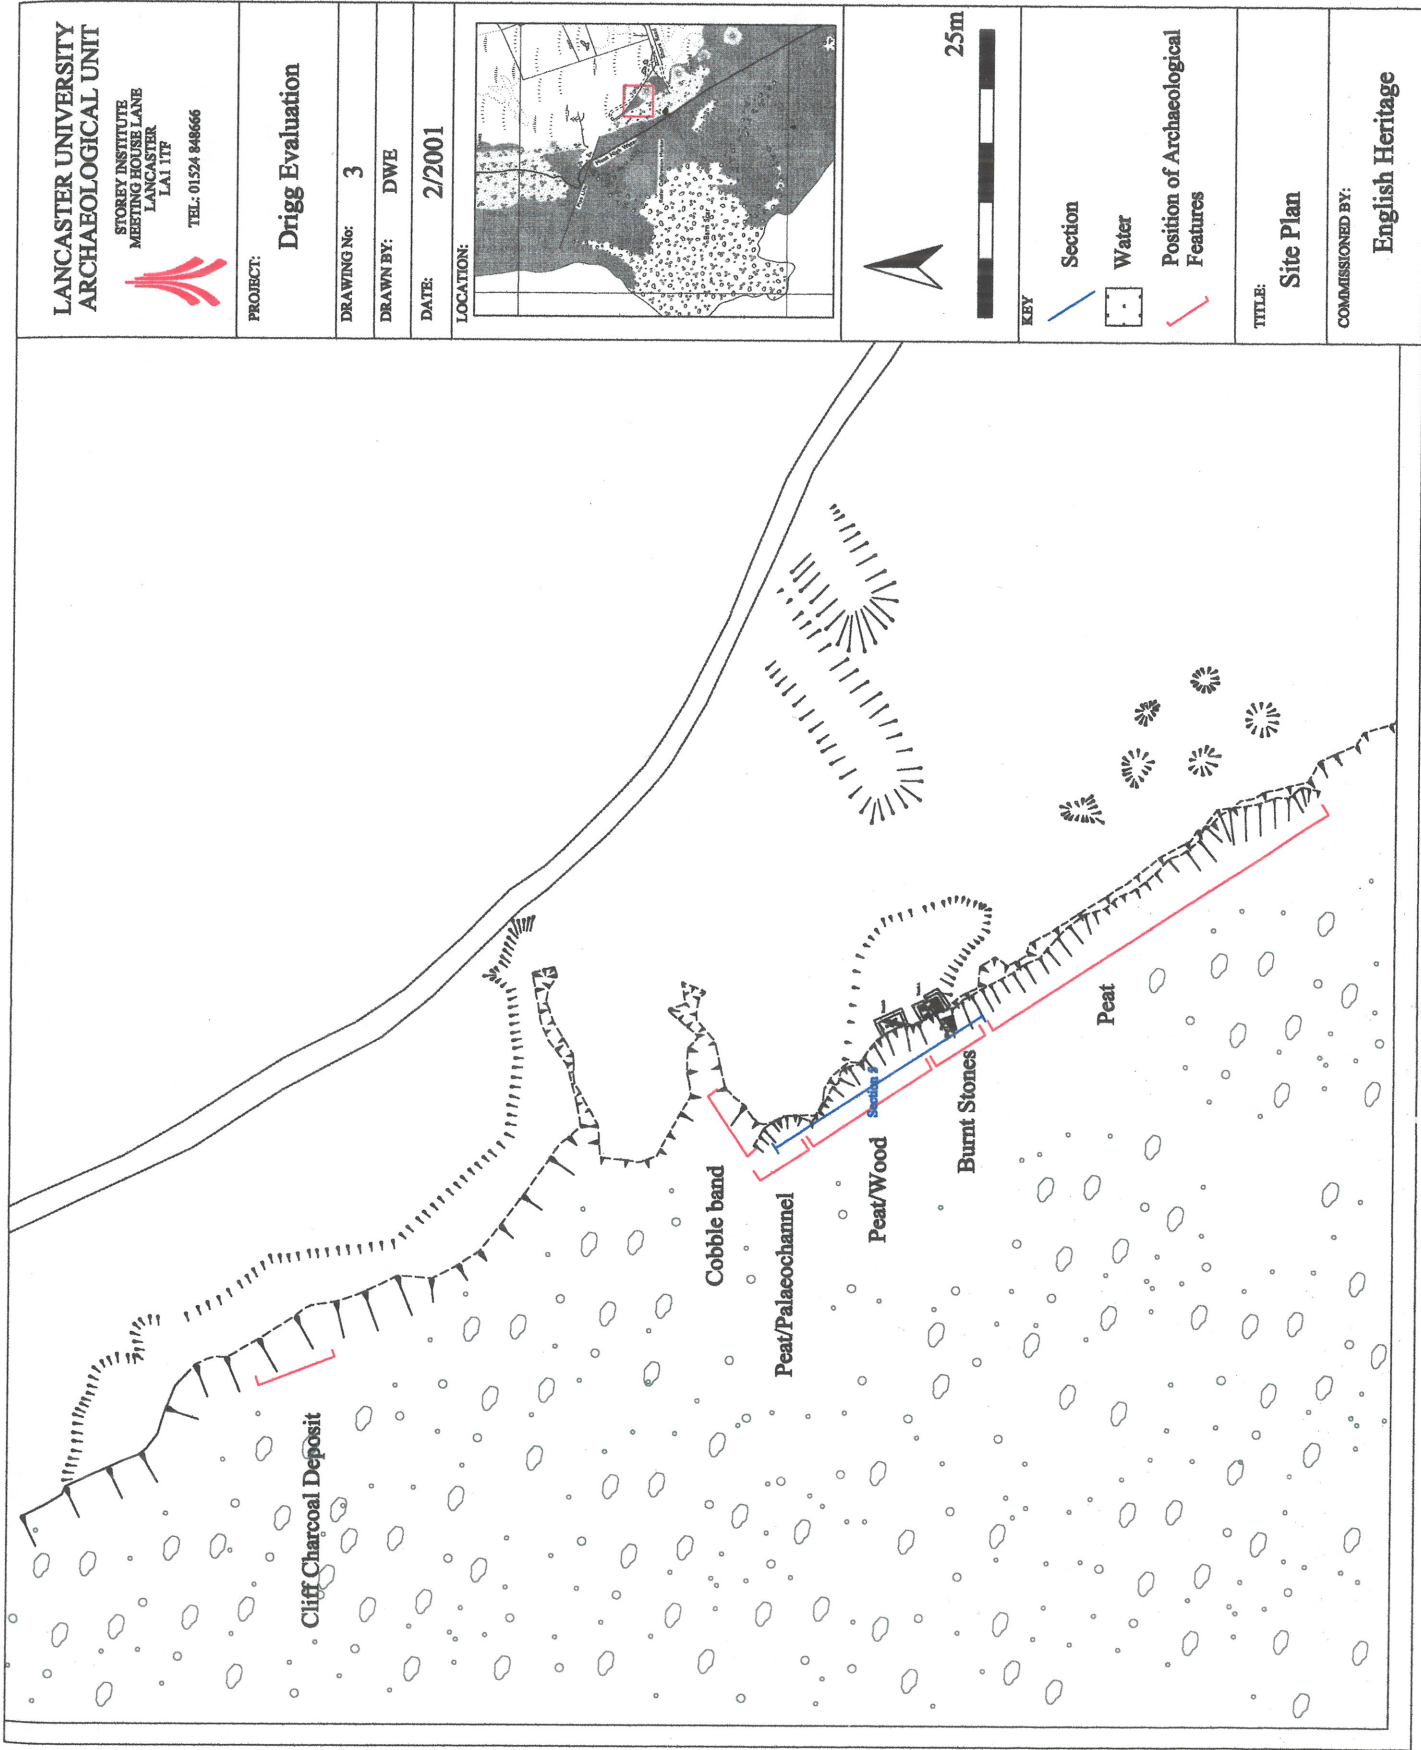 LANCASTER UNIVERSITY
ARCHAEOLOGICAL UNIT
STOREY INSTITUTE
MEETING HOUSE LANE
LANCASTER
LA1 1TF
TEL: 01524 848666
PROJECT:
Drigg Evaluation
DRAWING No:
3
DRAWN BY:
DWE
DATE:
2/2001
LOCATION:
25m
KEY
Section
Water
Position of Archaeological
Features
TITLE:
Site Plan
COMMISSIONED BY:
English Heritage
Cliff Charcoal Deposit
Cobble band
Peat/Palaeochannel
Peat/Wood
Section 2
Burnt Stones
Peat